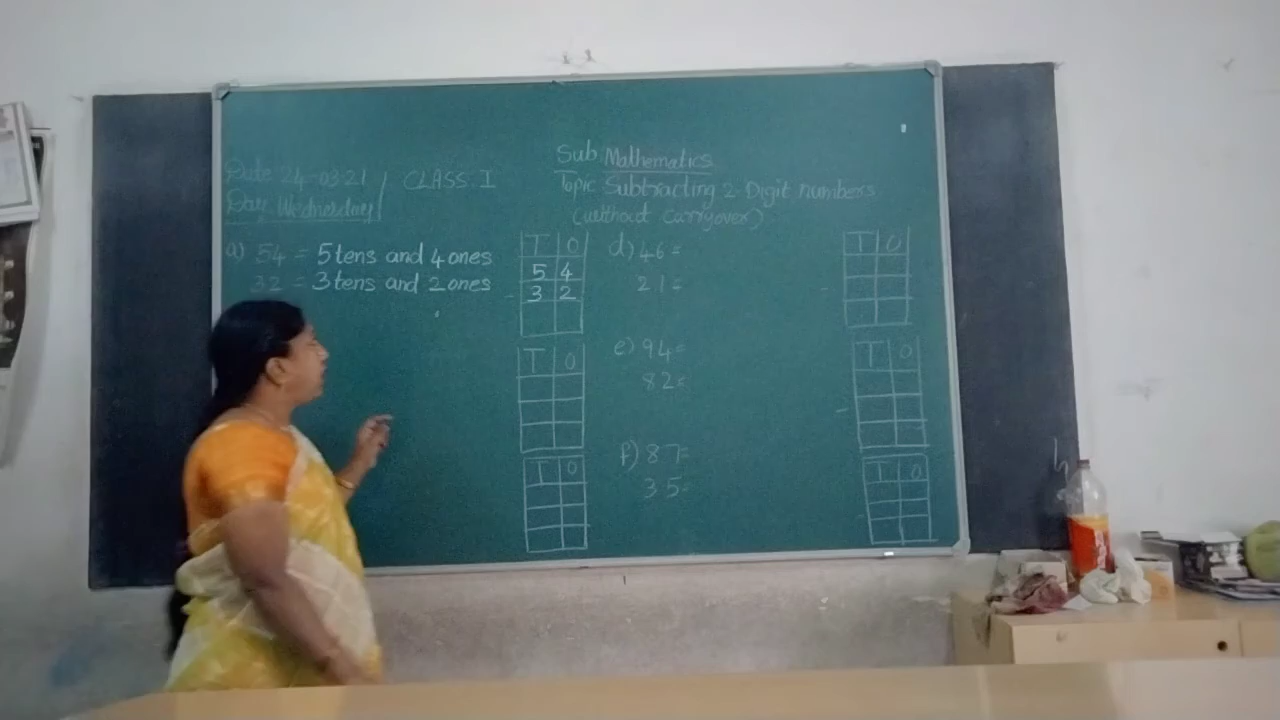 Sub Mathematics
Date 24-03-21 CLASS: I
Topic Subtracting 2-Digit numbers
Day Wednesday
(without carryover)
a) 54 = 5 tens and 4 ones
32 = 3 tens and 2 ones
T O
5 4
- 3 2
T O
T O
d) 46=
21=
e) 94=
82=
f) 87=
35=
T O
-
T O
-
T O
-